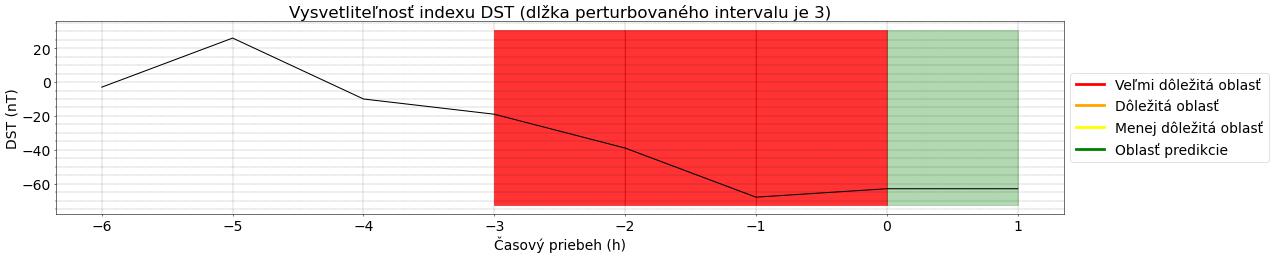 Vysvetliteľnosť indexu DST (dlžka perturbovaného intervalu je 3)
DST (nT)
20
0
−20
−40
−60
−6 −5 −4 −3 −2 −1 0 1
Časový priebeh (h)
Veľmi dôležitá oblasť
Dôležitá oblasť
Menej dôležitá oblasť
Oblasť predikcie